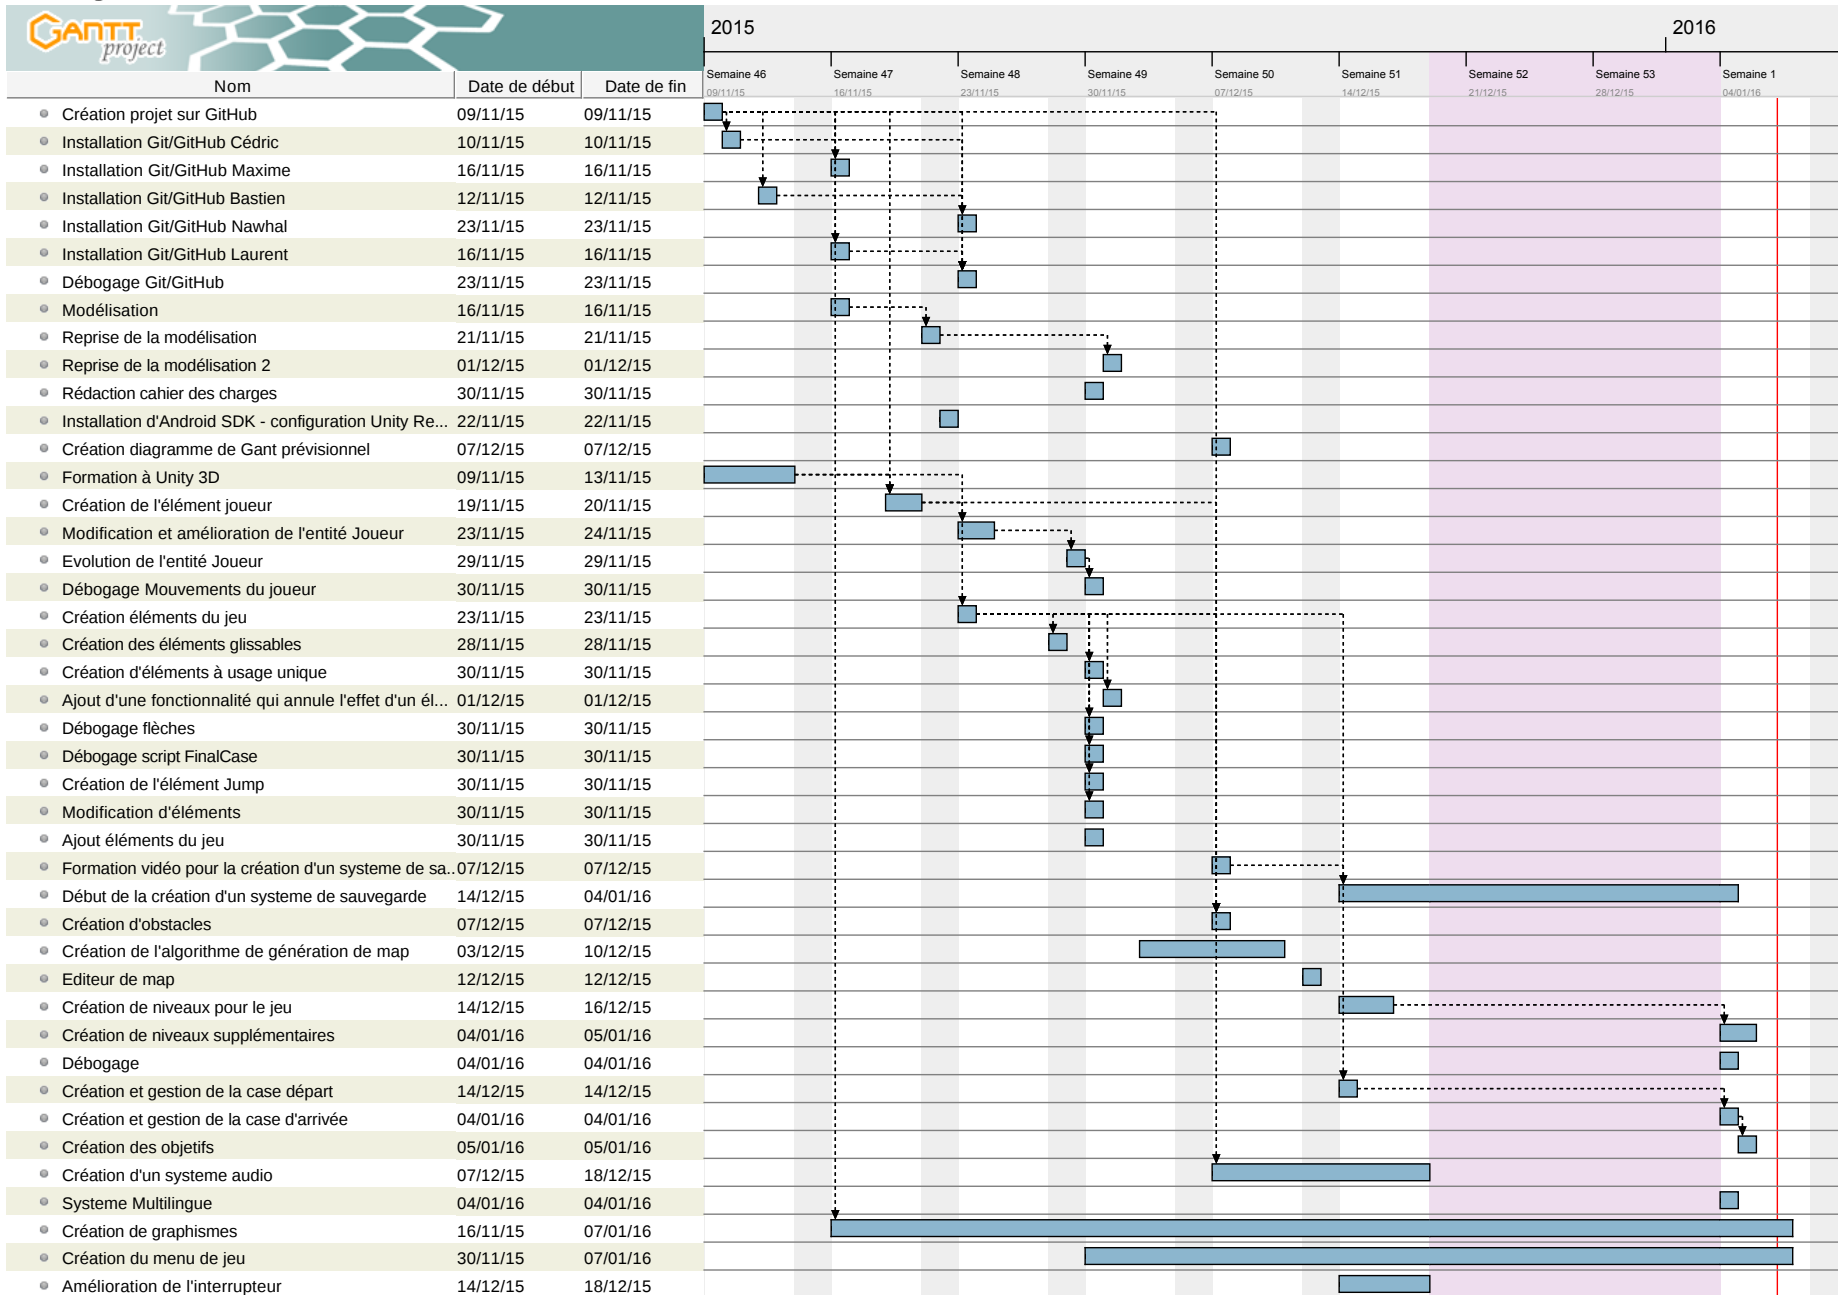 GANTT
project
2015
2016
Semaine 46
Semaine 47
Semaine 48
Semaine 49
Semaine 50
Semaine 51
Semaine 52
Semaine 53
Semaine 1
Nom Date de début Date de fin
09/11/15
16/11/15
23/11/15
30/11/15
07/12/15
14/12/15
21/12/15
28/12/15
04/01/16
Création projet sur GitHub 09/11/15 09/11/15
Installation Git/GitHub Cédric 10/11/15 10/11/15
Installation Git/GitHub Maxime 16/11/15 16/11/15
Installation Git/GitHub Bastien 12/11/15 12/11/15
Installation Git/GitHub Nawhal 23/11/15 23/11/15
Installation Git/GitHub Laurent 16/11/15 16/11/15
Débogage Git/GitHub 23/11/15 23/11/15
Modélisation 16/11/15 16/11/15
Reprise de la modélisation 21/11/15 21/11/15
Reprise de la modélisation 2 01/12/15 01/12/15
Rédaction cahier des charges 30/11/15 30/11/15
Installation d'Android SDK - configuration Unity Re... 22/11/15 22/11/15
Création diagramme de Gant prévisionnel 07/12/15 07/12/15
Formation à Unity 3D 09/11/15 13/11/15
Création de l'élément joueur 19/11/15 20/11/15
Modification et amélioration de l'entité Joueur 23/11/15 24/11/15
Evolution de l'entité Joueur 29/11/15 29/11/15
Débogage Mouvements du joueur 30/11/15 30/11/15
Création éléments du jeu 23/11/15 23/11/15
Création des éléments glissables 28/11/15 28/11/15
Création d'éléments à usage unique 30/11/15 30/11/15
Ajout d'une fonctionnalité qui annule l'effet d'un él... 01/12/15 01/12/15
Débogage flèches 30/11/15 30/11/15
Débogage script FinalCase 30/11/15 30/11/15
Création de l'élément Jump 30/11/15 30/11/15
Modification d'éléments 30/11/15 30/11/15
Ajout éléments du jeu 30/11/15 30/11/15
Formation vidéo pour la création d'un systeme de sa.. 07/12/15 07/12/15
Début de la création d'un systeme de sauvegarde 14/12/15 04/01/16
Création d'obstacles 07/12/15 07/12/15
Création de l'algorithme de génération de map 03/12/15 10/12/15
Editeur de map 12/12/15 12/12/15
Création de niveaux pour le jeu 14/12/15 16/12/15
Création de niveaux supplémentaires 04/01/16 05/01/16
Débogage 04/01/16 04/01/16
Création et gestion de la case départ 14/12/15 14/12/15
Création et gestion de la case d'arrivée 04/01/16 04/01/16
Création des objetifs 05/01/16 05/01/16
Création d'un systeme audio 07/12/15 18/12/15
Systeme Multilingue 04/01/16 04/01/16
Création de graphismes 16/11/15 07/01/16
Création du menu de jeu 30/11/15 07/01/16
Amélioration de l'interrupteur 14/12/15 18/12/15